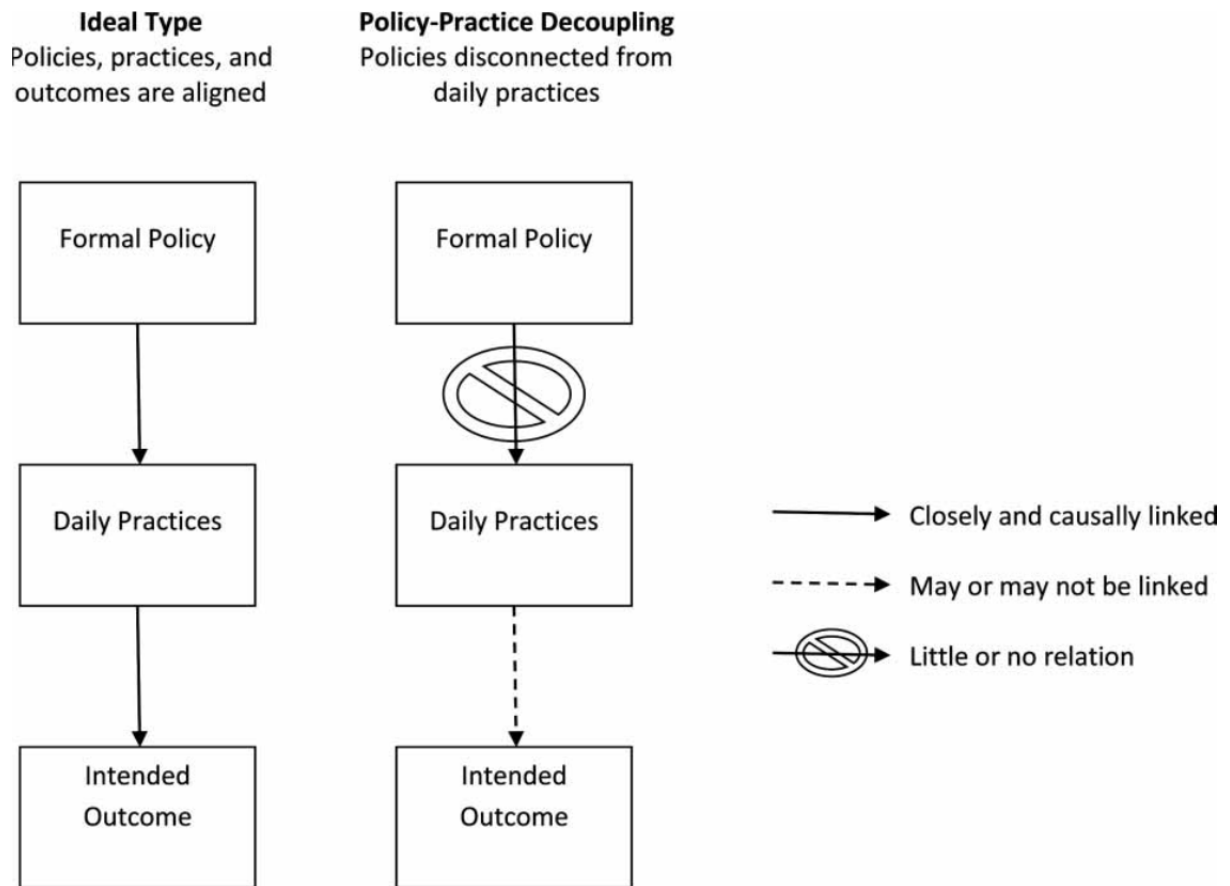 Ideal Type
Policies, practices, and
outcomes are aligned
Formal Policy
Daily Practices
Intended
Outcome
Policy-Practice Decoupling
Policies disconnected from
daily practices
Formal Policy
Daily Practices
Intended
Outcome
Closely and causally linked
May or may not be linked
Little or no relation